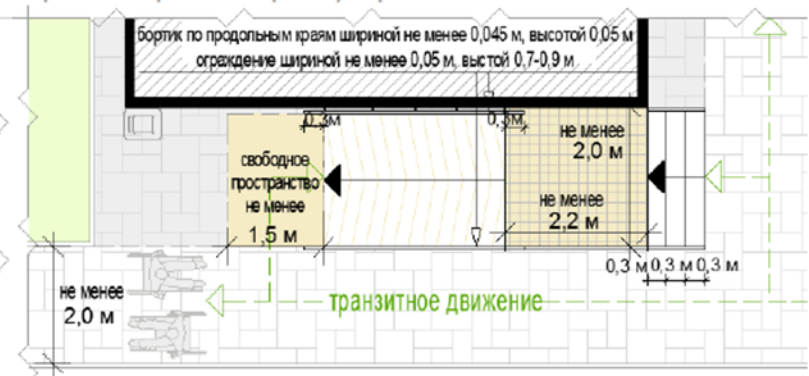 бортик по продольным краям шириной не менее 0,045 м, высотой 0,05 м
ограждение шириной не менее 0,05 м, выстой 0,7-0,9 м
0,3м
0,3м
не менее
2,0 м
свободное
пространство
не менее
1,5 м
не менее
2,2 м
0,3 м 0,3 м 0,3 м
не менее
2,0 м
транзитное движение